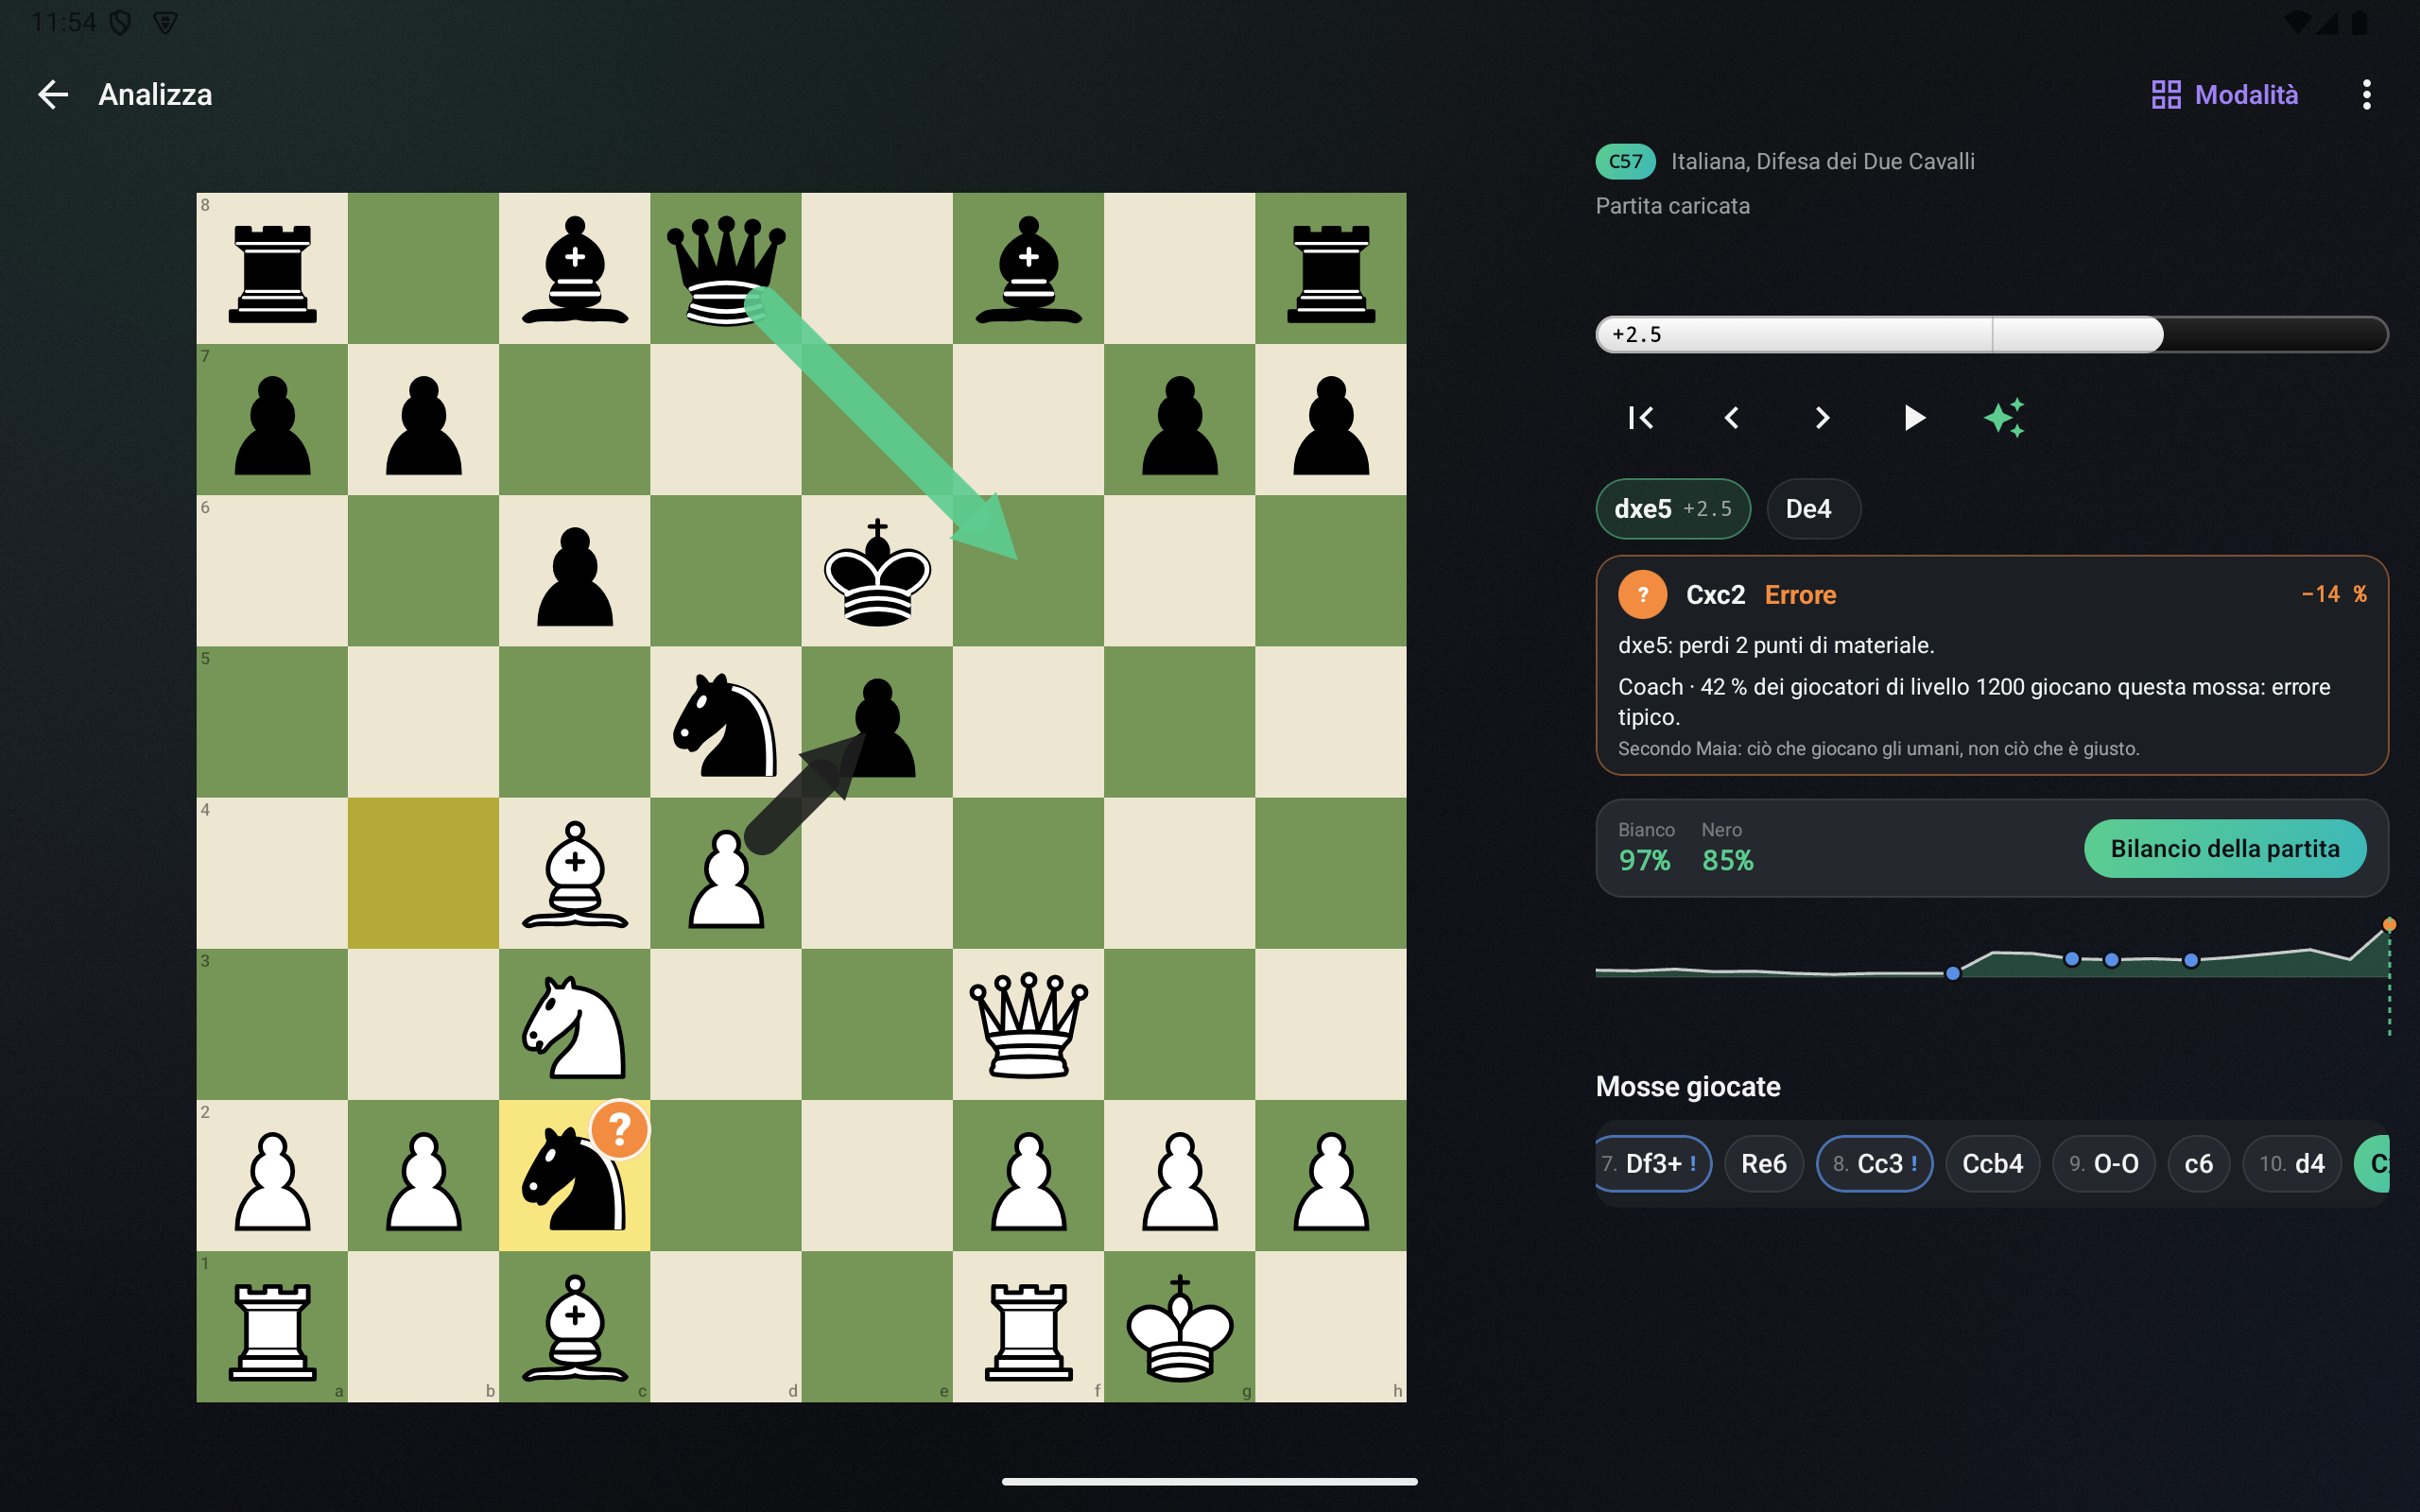 11:54
Analizza
Modalità
C57 Italiana, Difesa dei Due Cavalli
Partita caricata
+2.5
dxe5 +2.5 De4
? Cxc2 Errore −14 %
dxe5: perdi 2 punti di materiale.
Coach · 42 % dei giocatori di livello 1200 giocano questa mossa: errore
tipico.
Secondo Maia: ciò che giocano gli umani, non ciò che è giusto.
Bianco Nero
97% 85%
Bilancio della partita
Mosse giocate
7. Df3+ ! Re6 8. Cc3 ! Ccb4 9. O-O c6 10. d4 C
8
7
6
5
4
3
2
?
1
a b c d e f g h